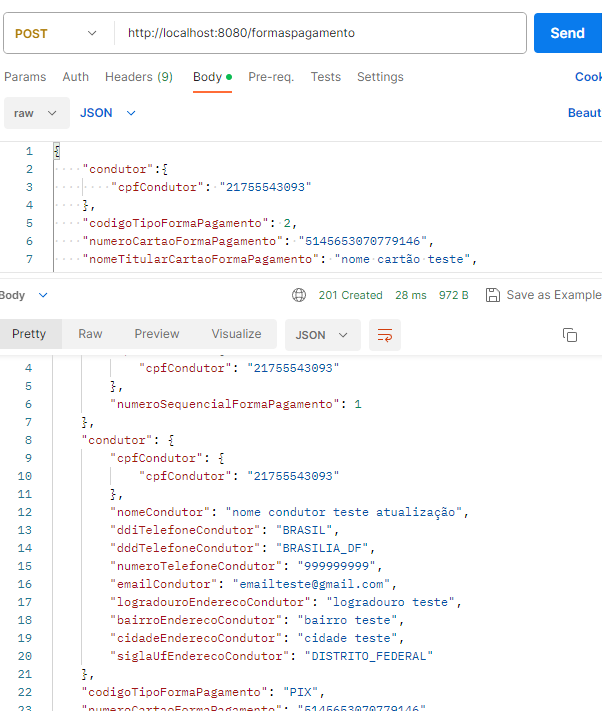 POST http://localhost:8080/formaspagamento Send
Params Auth Headers (9) Body Pre-req. Tests Settings Cook
raw JSON Beaut
1 {
2 "condutor":{
3 "cpfCondutor": "21755543093"
4 },
5 "codigoTipoFormaPagamento": 2,
6 "numeroCartaoFormaPagamento": "5145653070779146",
7 "nomeTitularCartaoFormaPagamento": "nome cartão teste",
Body 201 Created 28 ms 972 B Save as Example
Pretty Raw Preview Visualize JSON
4 "cpfCondutor": "21755543093"
5 },
6 "numeroSequencialFormaPagamento": 1
7 },
8 "condutor": {
9 "cpfCondutor": {
10 "cpfCondutor": "21755543093"
11 },
12 "nomeCondutor": "nome condutor teste atualização",
13 "ddiTelefoneCondutor": "BRASIL",
14 "dddTelefoneCondutor": "BRASILIA_DF",
15 "numeroTelefoneCondutor": "999999999",
16 "emailCondutor": "emailteste@gmail.com",
17 "logradouroEnderecoCondutor": "logradouro teste",
18 "bairroEnderecoCondutor": "bairro teste",
19 "cidadeEnderecoCondutor": "cidade teste",
20 "siglaUfEnderecoCondutor": "DISTRITO_FEDERAL"
21 },
22 "codigoTipoFormaPagamento": "PIX",
23 "numeroCartaoFormaPagamento": "5145653070779146",